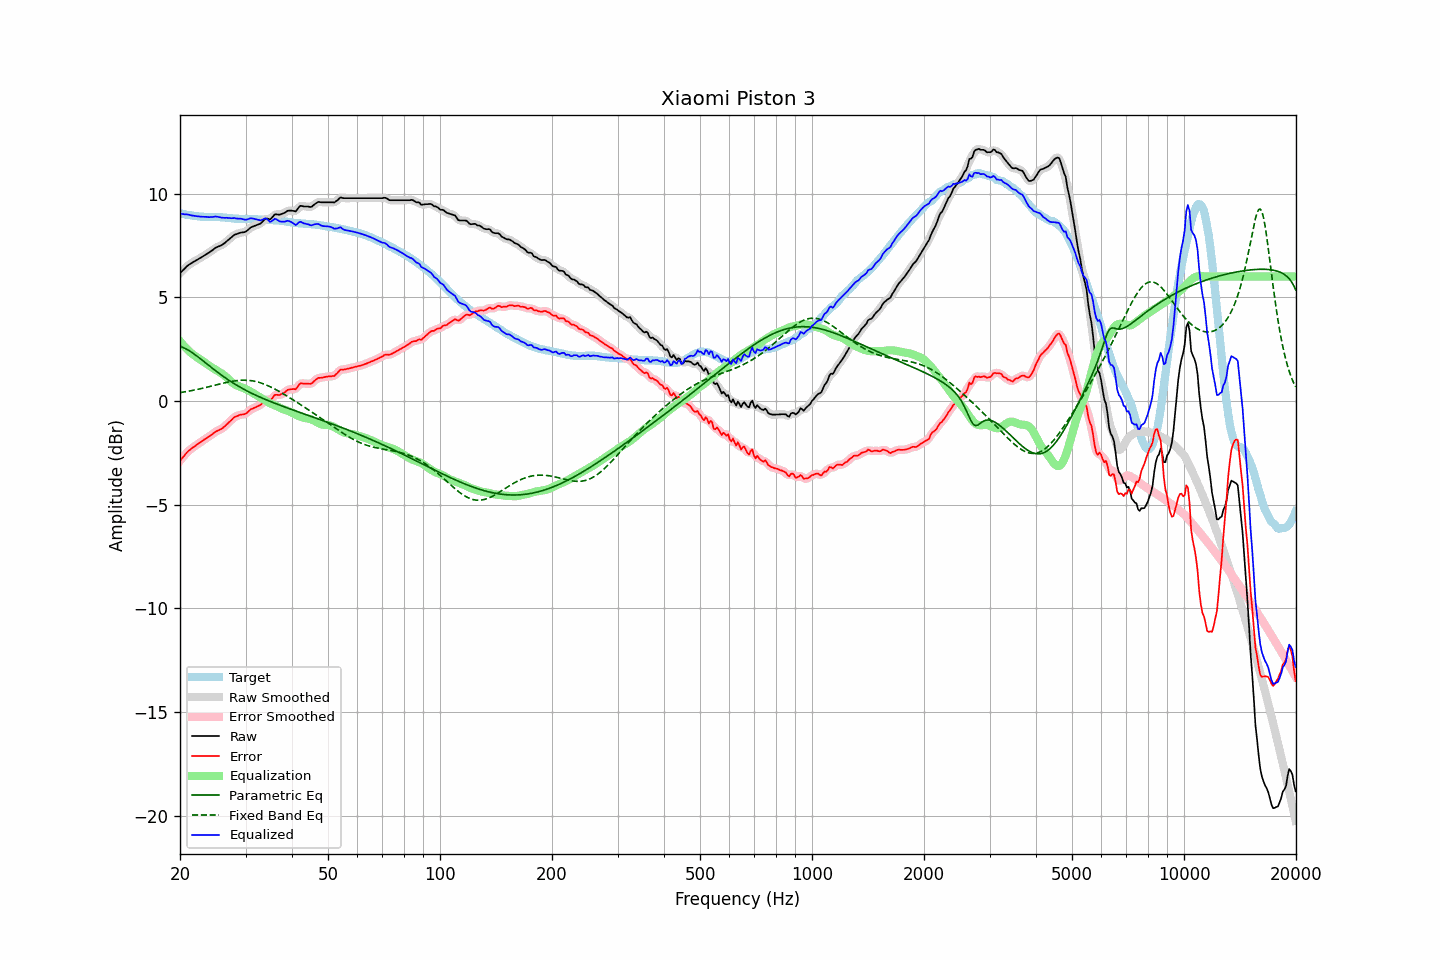 Xiaomi Piston 3
Amplitude (dBr)
10
5
0
−5
−10
−15
−20
Target
Raw Smoothed
Error Smoothed
Raw
Error
Equalization
Parametric Eq
Fixed Band Eq
Equalized
20
50
100
200
500
1000
2000
5000
10000
20000
Frequency (Hz)